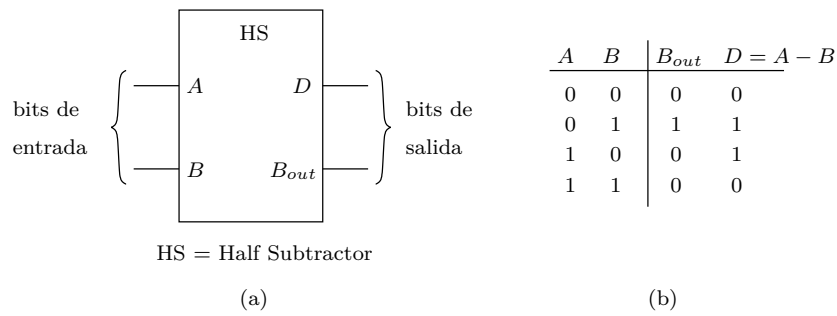 HS
A
D
bits de
entrada
bits de
salida
B
B_out
HS = Half Subtractor
(a)
A B B_out D = A − B
0 0 0 0
0 1 1 1
1 0 0 1
1 1 0 0
(b)